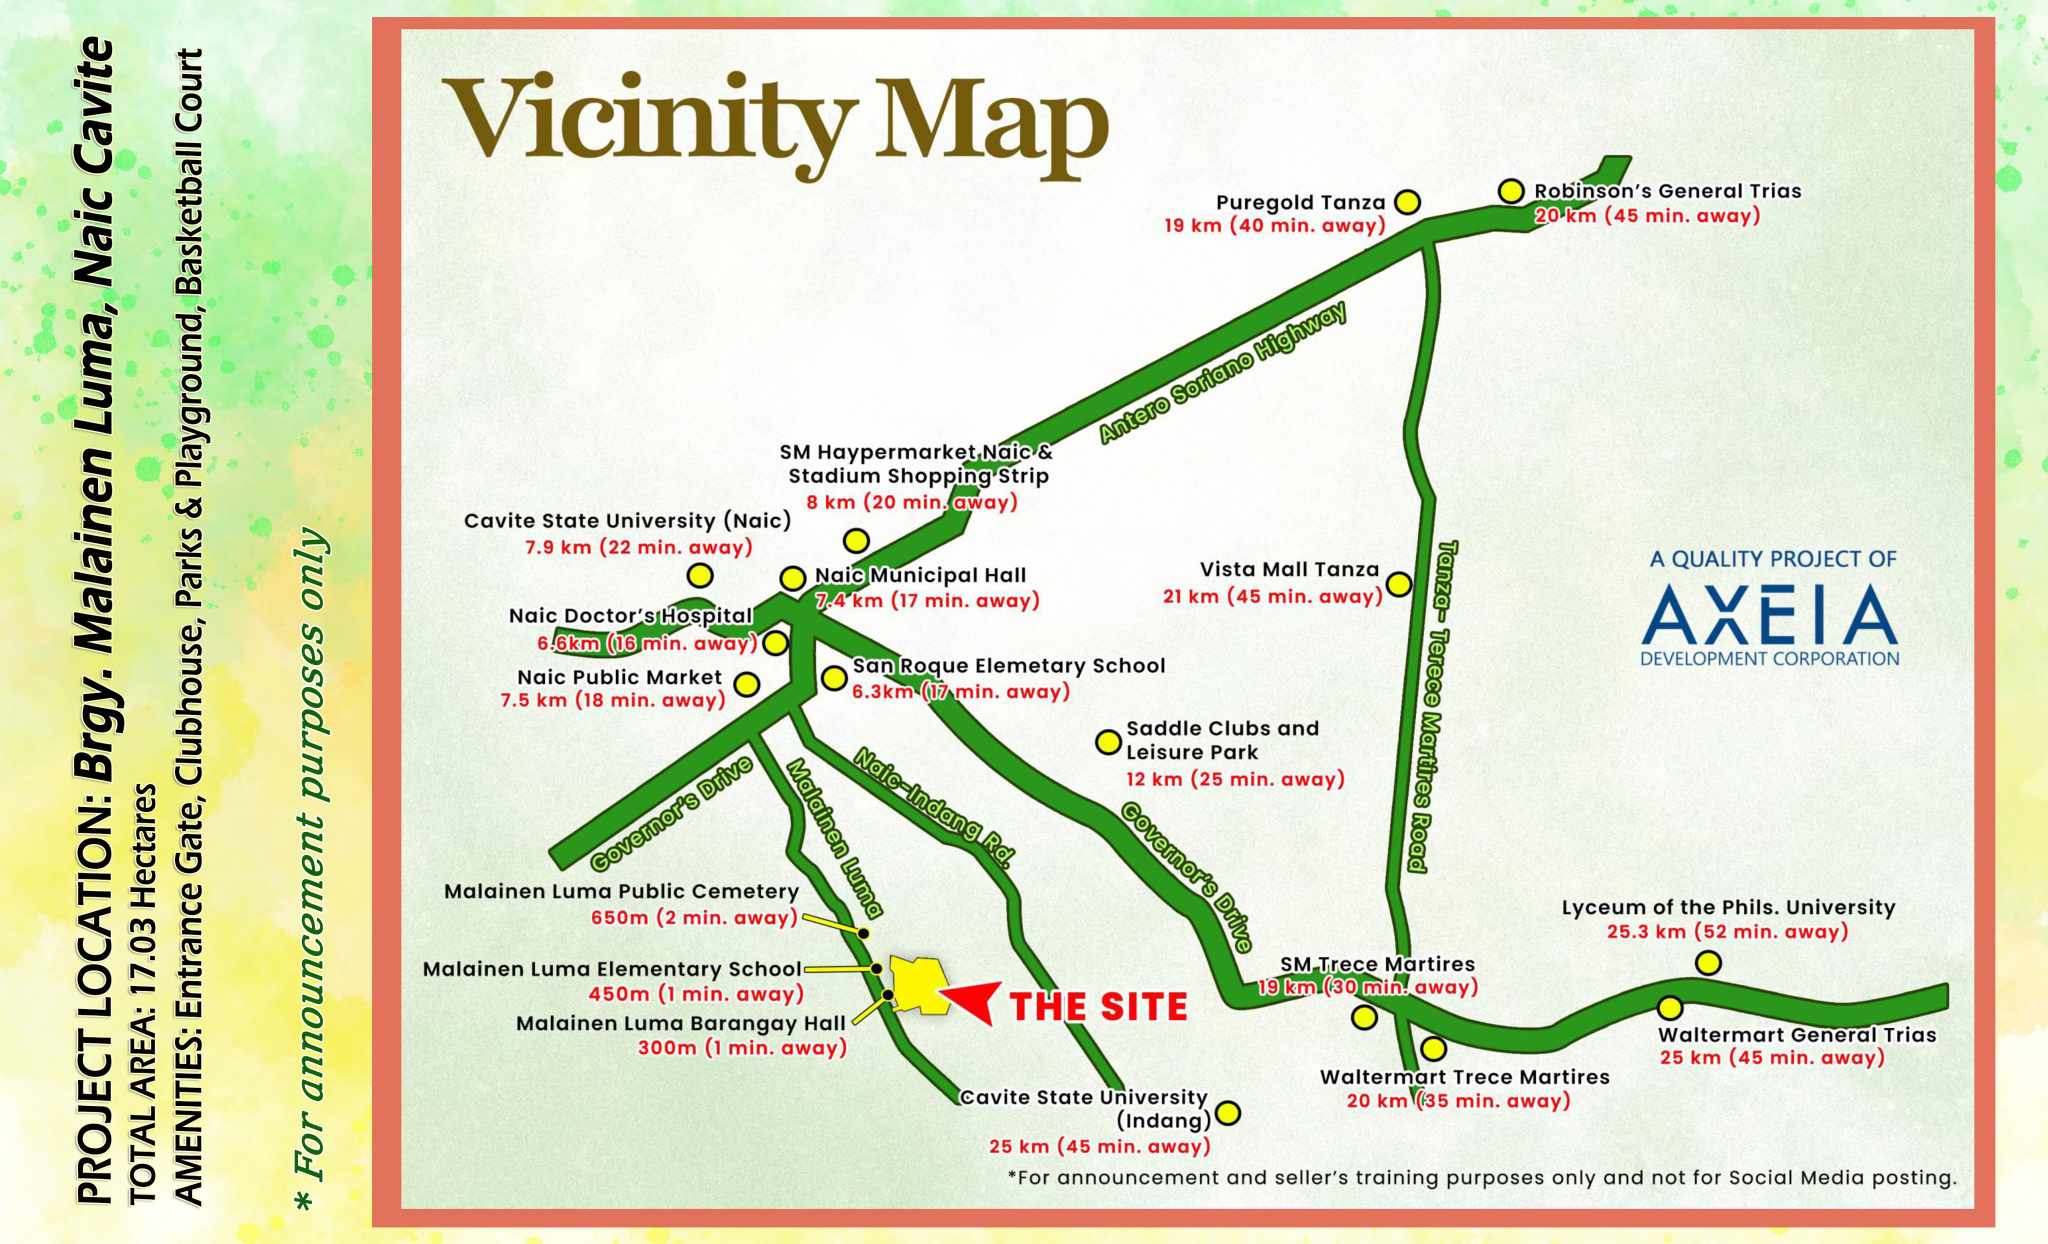 PROJECT LOCATION: Brgy. Malainen Luma, Naic Cavite
TOTAL AREA: 17.03 Hectares
AMENITIES: Entrance Gate, Clubhouse, Parks & Playground, Basketball Court
* For announcement purposes only
Vicinity Map
Puregold Tanza
19 km (40 min. away)
Robinson's General Trias
20 km (45 min. away)
Antero Soriano Highway
SM Haypermarket Naic &
Stadium Shopping Strip
8 km (20 min. away)
Cavite State University (Naic)
7.9 km (22 min. away)
Naic Municipal Hall
7.4 km (17 min. away)
Naic Doctor's Hospital
6.6km (16 min. away)
Naic Public Market
7.5 km (18 min. away)
San Roque Elemetary School
6.3km (17 min. away)
Vista Mall Tanza
21 km (45 min. away)
Tanza- Terece Martires Road
A QUALITY PROJECT OF
AXEIA
DEVELOPMENT CORPORATION
Saddle Clubs and
Leisure Park
12 km (25 min. away)
Governor's Drive
Malainen Luma
Naic-Indang Rd.
Governor's Drive
Malainen Luma Public Cemetery
650m (2 min. away)
Malainen Luma Elementary School
450m (1 min. away)
Malainen Luma Barangay Hall
300m (1 min. away)
THE SITE
Lyceum of the Phils. University
25.3 km (52 min. away)
SM Trece Martires
19 km (30 min. away)
Waltermart General Trias
25 km (45 min. away)
Waltermart Trece Martires
20 km (35 min. away)
Cavite State University
(Indang)
25 km (45 min. away)
*For announcement and seller's training purposes only and not for Social Media posting.